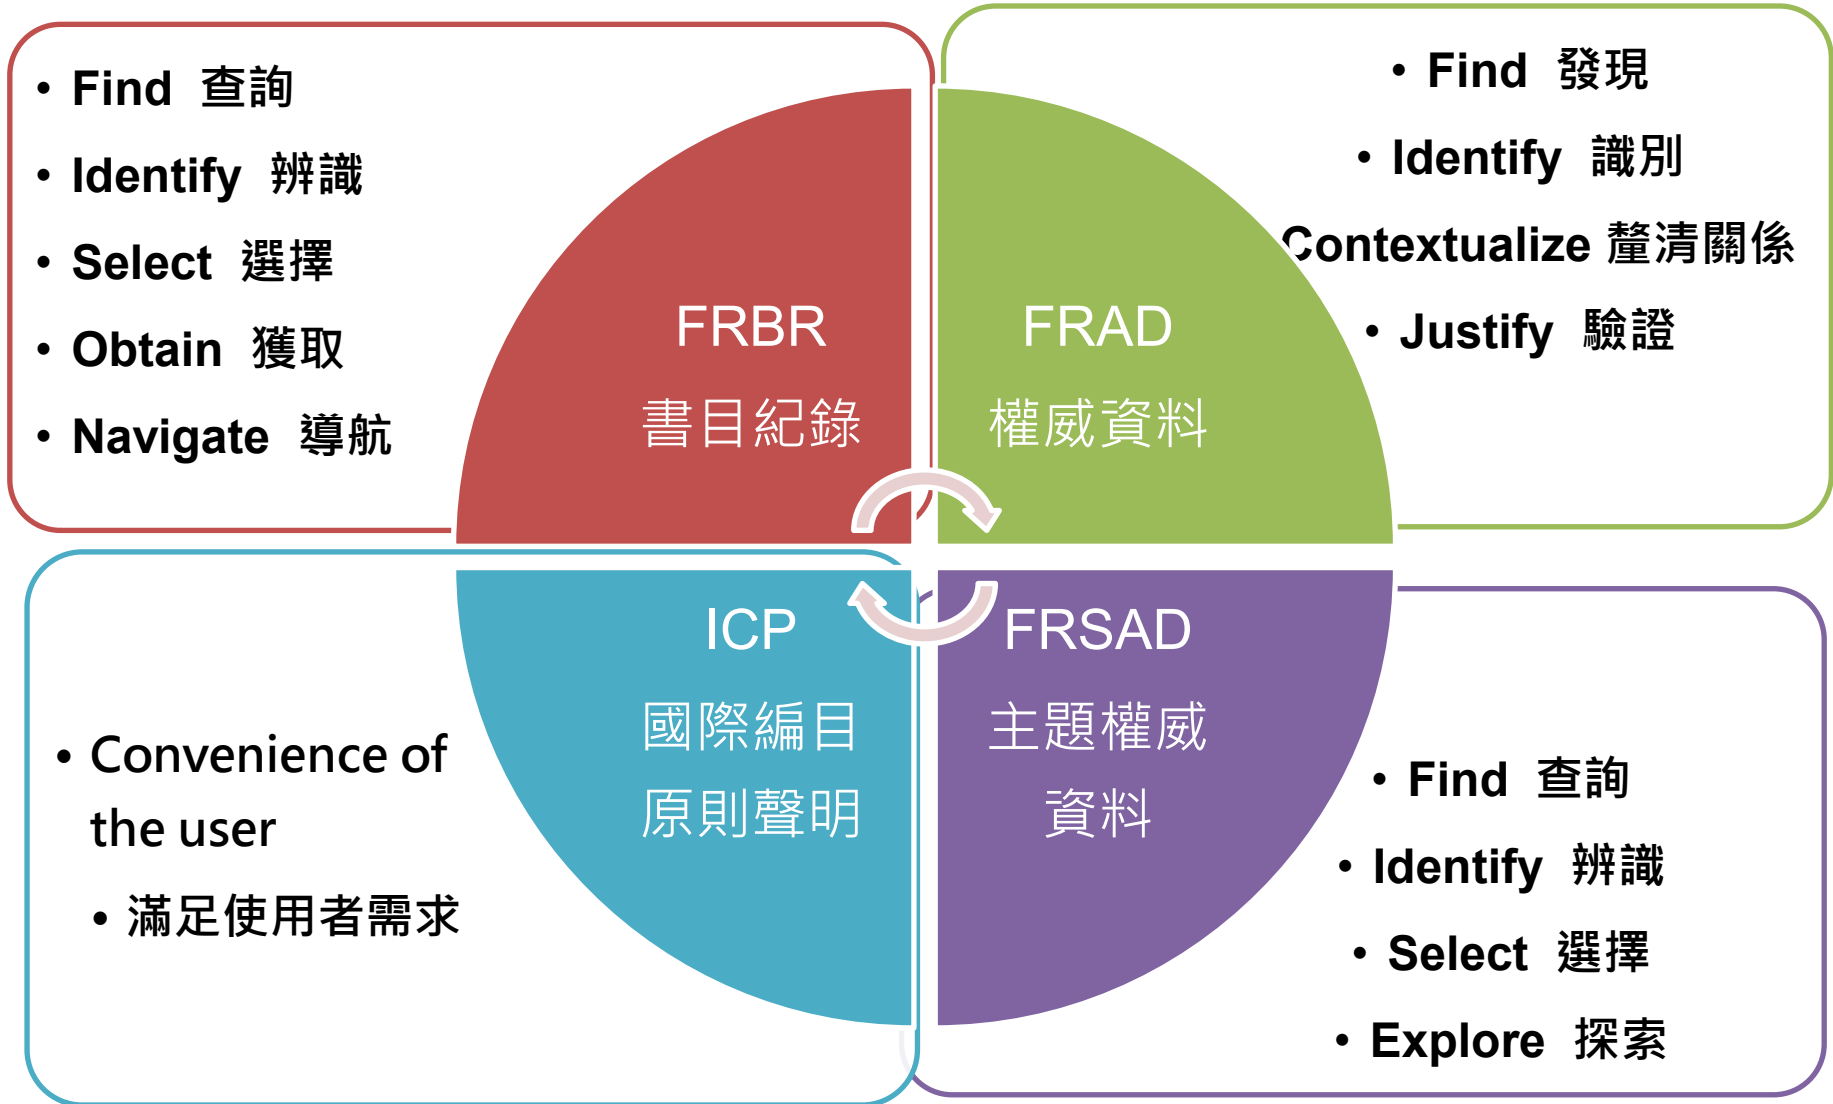 • Find 查詢
• Identify 辨識
• Select 選擇
• Obtain 獲取
• Navigate 導航
FRBR
書目紀錄
• Find 發現
• Identify 識別
Contextualize 釐清關係
• Justify 驗證
FRAD
權威資料
ICP
國際編目
原則聲明
• Convenience of
the user
• 滿足使用者需求
FRSAD
主題權威
資料
• Find 查詢
• Identify 辨識
• Select 選擇
• Explore 探索